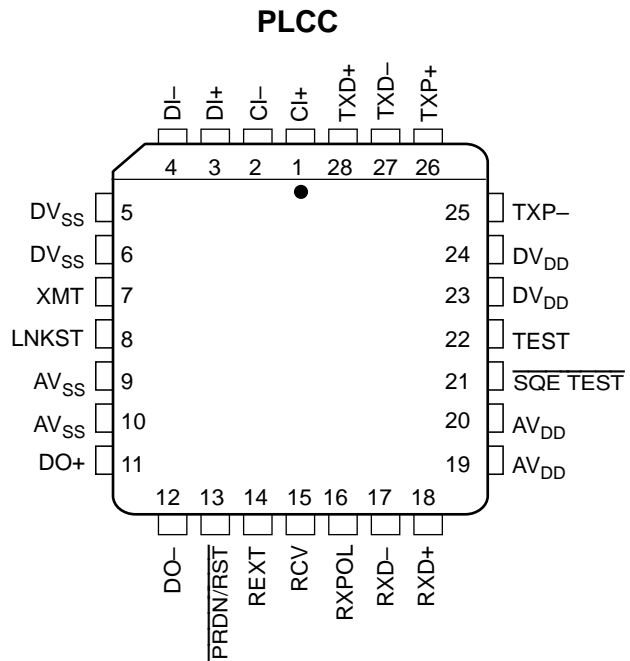 PLCC
DI– DI+ CI– CI+ TXD+ TXD– TXP+
4 3 2 1 28 27 26
DVSS 5 25 TXP–
DVSS 6 24 DVDD
XMT 7 23 DVDD
LNKST 8 22 TEST
AVSS 9 21 SQE TEST
AVSS 10 20 AVDD
DO+ 11 19 AVDD
12 13 14 15 16 17 18
DO– PRDN/RST REXT RCV RXPOL RXD– RXD+